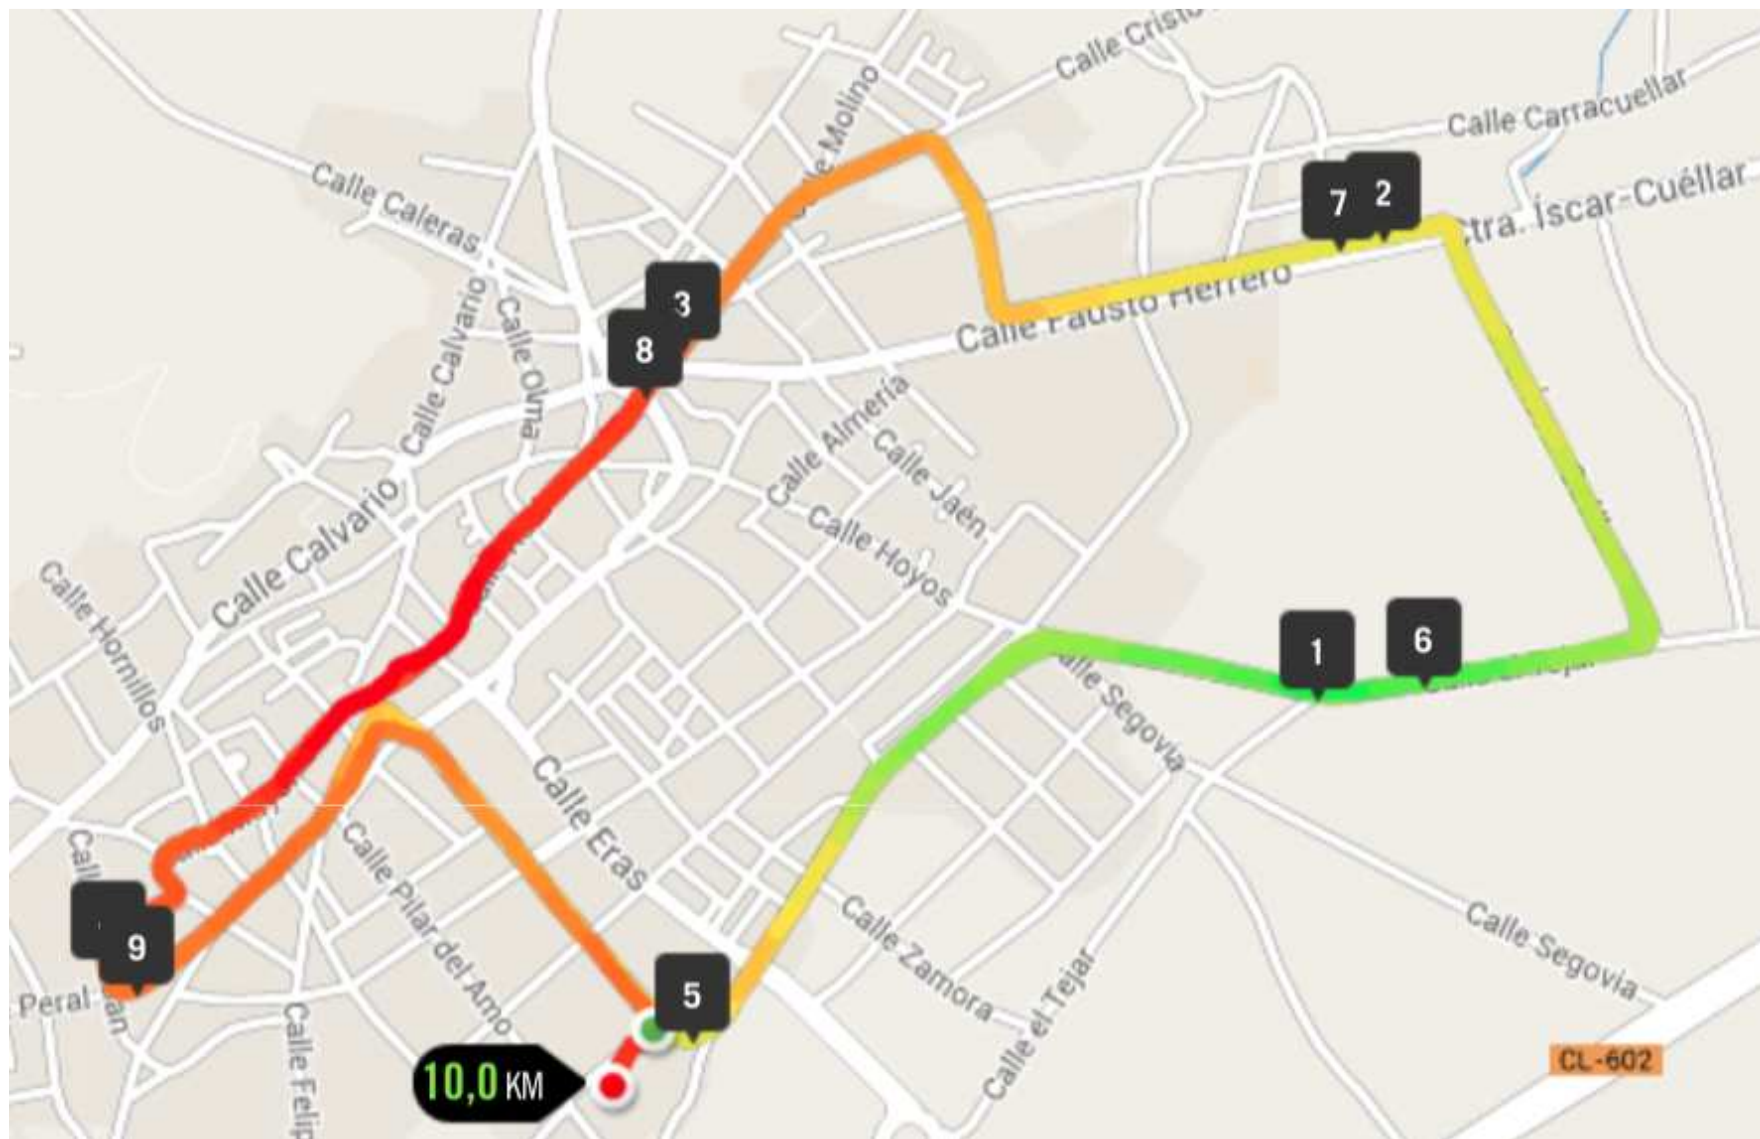 Calle Cristo
Calle Carracuellar
Calle Molino
Calle Caleras
7
2
Ctra. Íscar-Cuéllar
3
8
Calle Fausto Herrero
Calle Calvario
Calle Olma
Calle Almería
Calle Jaén
Calle Calvario
Calle Hoyos
Calle Hornillos
1
6
Calle Segovia
Calle Eras
Calle Pilar del Amo
Calle Zamora
Calle Segovia
9
5
Peral
Calle el Tejar
Calle Felip
10,0 KM
CL-602